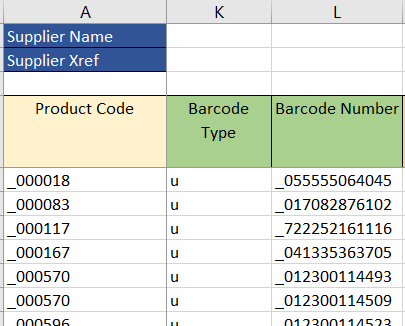 A K L
Supplier Name
Supplier Xref
Product Code Barcode Type Barcode Number
_000018 u _055555064045
_000083 u _017082876102
_000117 u _722252161116
_000167 u _041335363705
_000570 u _012300114493
_000570 u _012300114509
_000596 u _012300114523